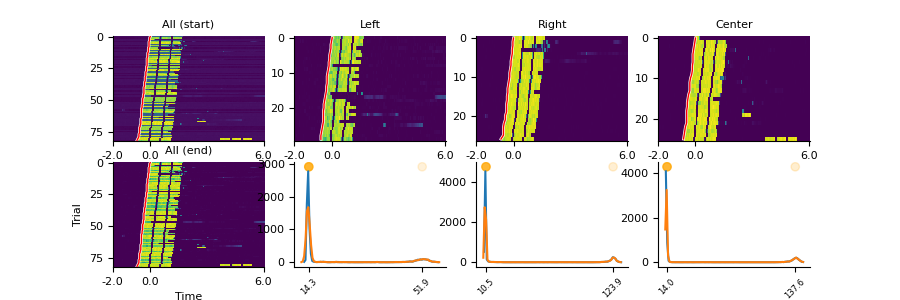 All (start) Left Right Center
0 0 0 0
25 10 10 10
50 20 20 20
75
-2.0 0.0 6.0 -2.0 0.0 6.0 -2.0 0.0 6.0 -2.0 0.0 6.0
All (end)
0 3000 4000 4000
25 2000
50 1000 2000 2000
75 0 0 0
Trial
-2.0 0.0 6.0 14.3 51.9 10.5 123.9 14.0 137.6
Time